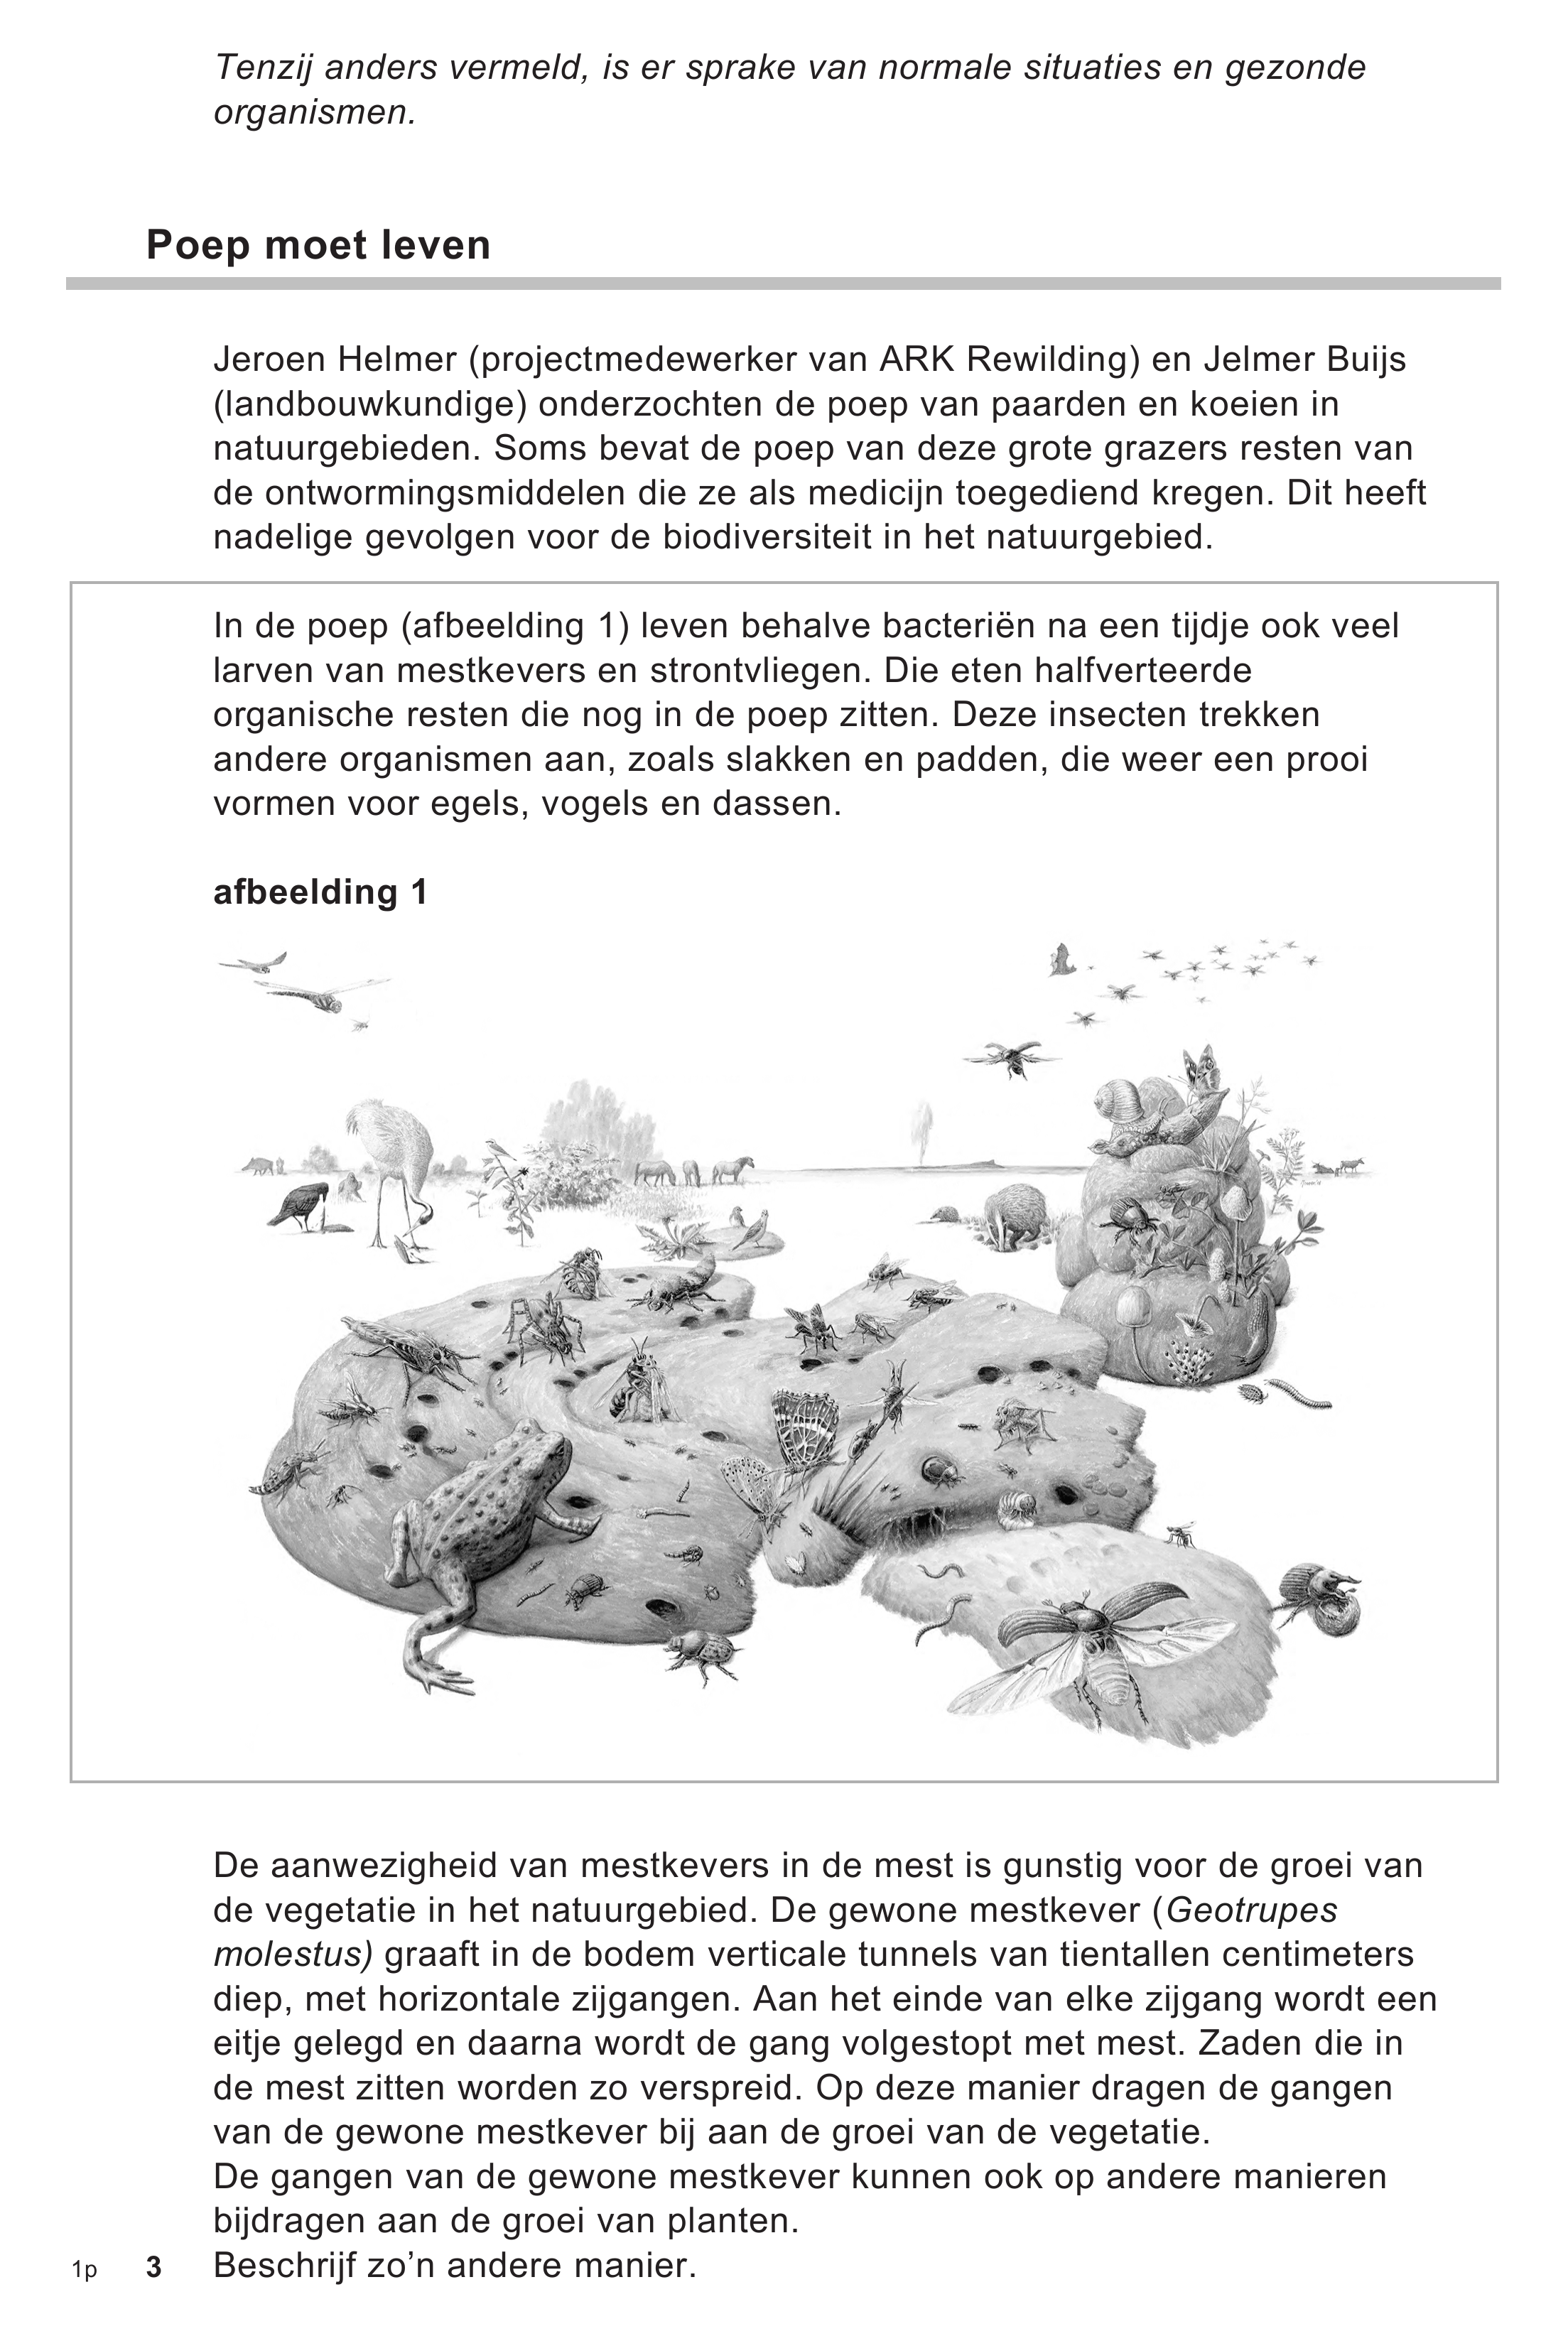 Tenzij anders vermeld, is er sprake van normale situaties en gezonde
organismen.
Poep moet leven
Jeroen Helmer (projectmedewerker van ARK Rewilding) en Jelmer Buijs
(landbouwkundige) onderzochten de poep van paarden en koeien in
natuurgebieden. Soms bevat de poep van deze grote grazers resten van
de ontwormingsmiddelen die ze als medicijn toegediend kregen. Dit heeft
nadelige gevolgen voor de biodiversiteit in het natuurgebied.
In de poep (afbeelding 1) leven behalve bacteriën na een tijdje ook veel
larven van mestkevers en strontvliegen. Die eten halfverteerde
organische resten die nog in de poep zitten. Deze insecten trekken
andere organismen aan, zoals slakken en padden, die weer een prooi
vormen voor egels, vogels en dassen.
afbeelding 1
De aanwezigheid van mestkevers in de mest is gunstig voor de groei van
de vegetatie in het natuurgebied. De gewone mestkever (Geotrupes
molestus) graaft in de bodem verticale tunnels van tientallen centimeters
diep, met horizontale zijgangen. Aan het einde van elke zijgang wordt een
eitje gelegd en daarna wordt de gang volgestopt met mest. Zaden die in
de mest zitten worden zo verspreid. Op deze manier dragen de gangen
van de gewone mestkever bij aan de groei van de vegetatie.
De gangen van de gewone mestkever kunnen ook op andere manieren
bijdragen aan de groei van planten.
1p 3 Beschrijf zo'n andere manier.